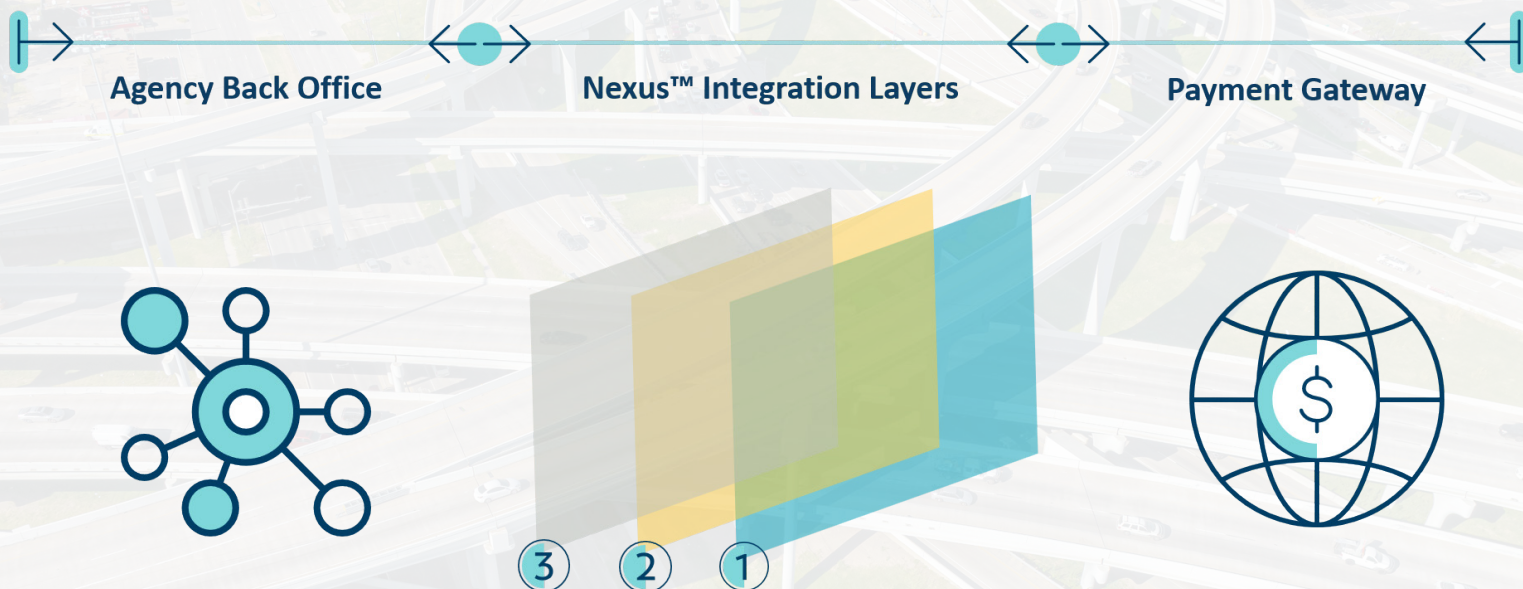 Agency Back Office
Nexus™ Integration Layers
Payment Gateway
$
3
2
1